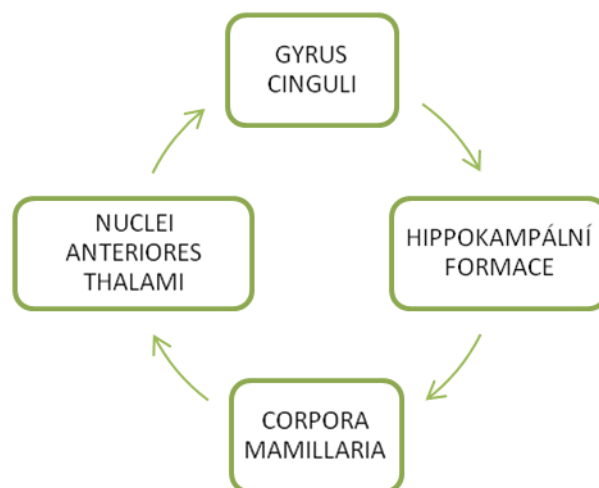 GYRUS
CINGULI
NUCLEI
ANTERIORES
THALAMI
HIPPOKAMPÁLNÍ
FORMACE
CORPORA
MAMILLARIA